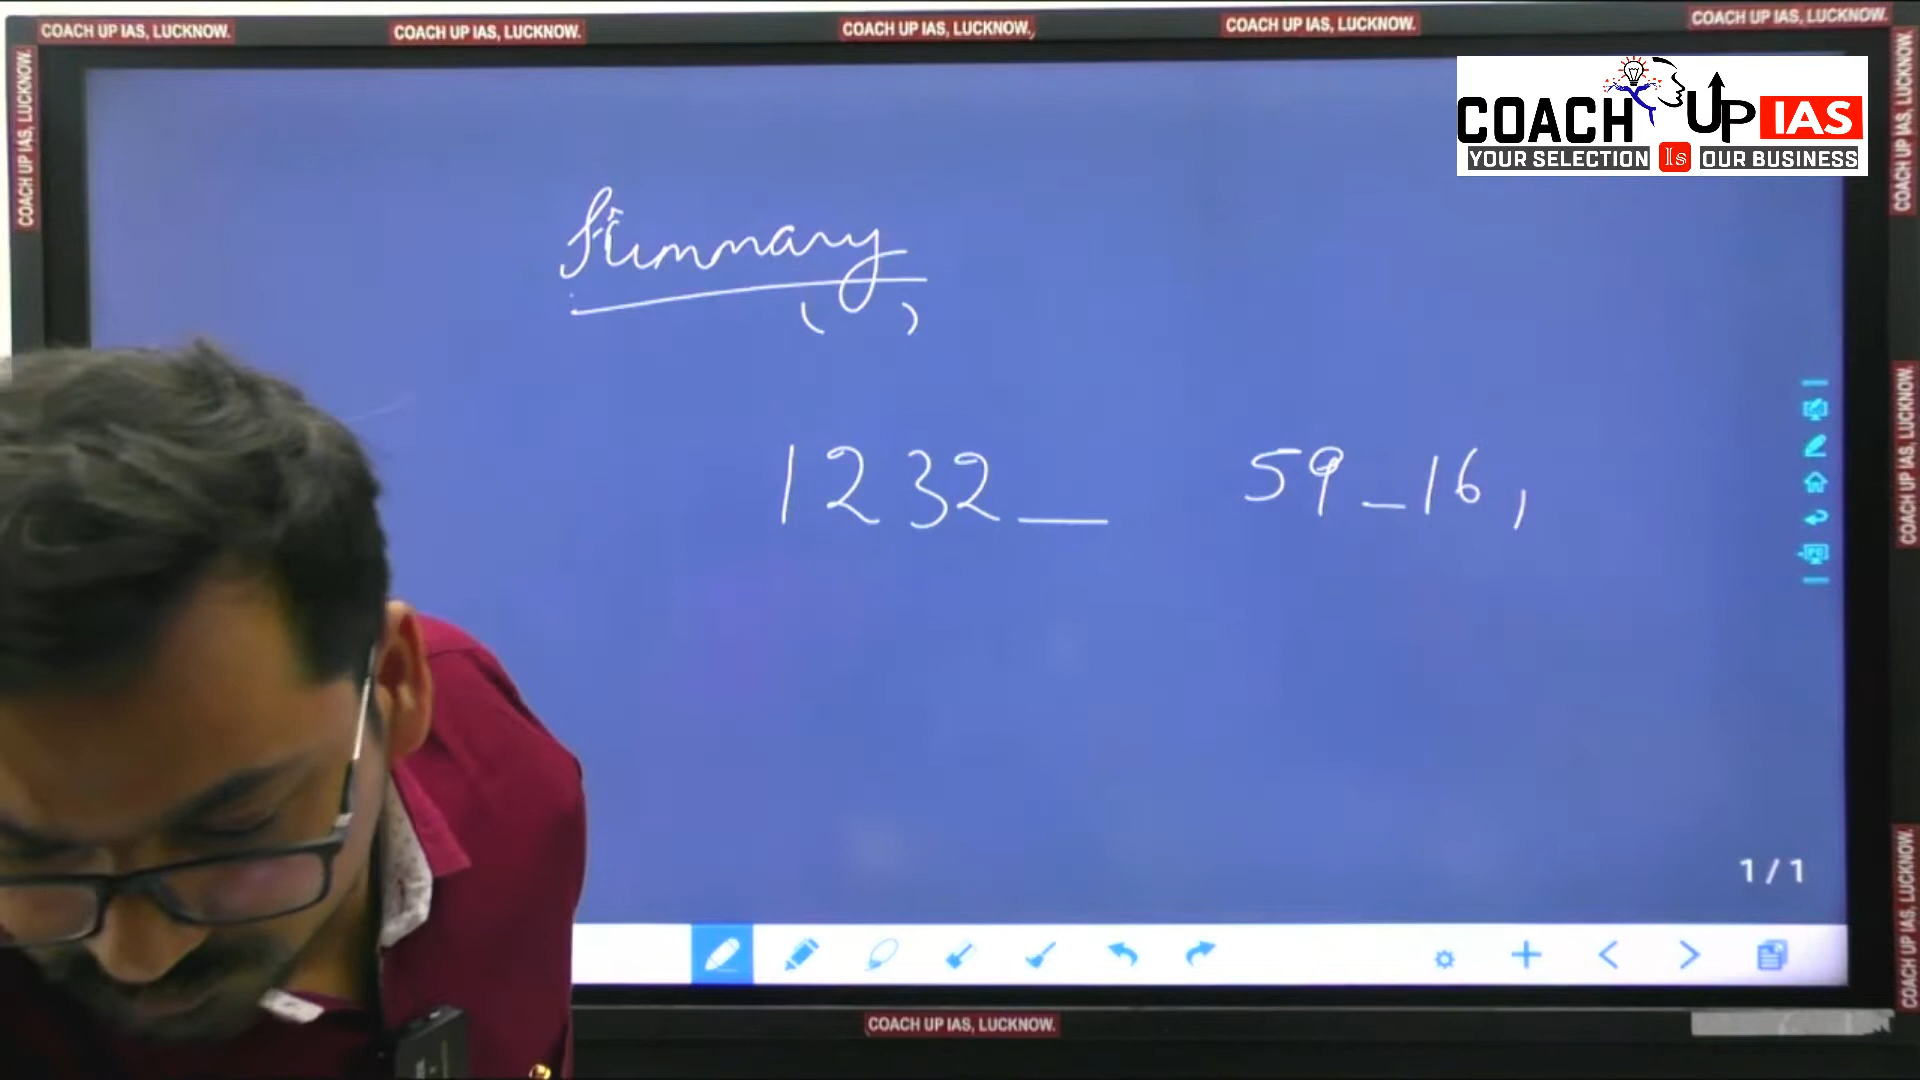 COACH UP IAS, LUCKNOW. COACH UP IAS, LUCKNOW. COACH UP IAS, LUCKNOW. COACH UP IAS, LUCKNOW. COACH UP IAS, LUCKNOW.
COACH UP IAS
YOUR SELECTION Is OUR BUSINESS
COACH UP IAS, LUCKNOW.
COACH UP IAS, LUCKNOW.
Summary
( )
1232__ 59_16,
COACH UP IAS, LUCKNOW.
1/1
COACH UP IAS, LUCKNOW.
COACH UP IAS, LUCKNOW.